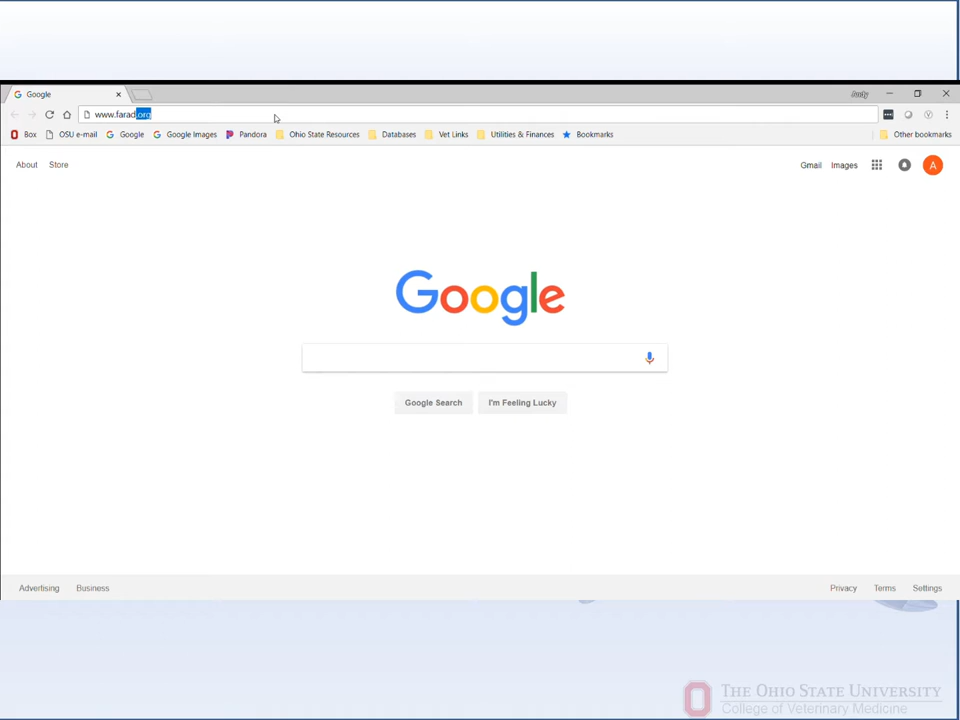 Google
Andy
www.farad.org
Box OSU e-mail Google Google Images Pandora Ohio State Resources Databases Vet Links Utilities & Finances Bookmarks Other bookmarks
About Store Gmail Images A
Google
Google Search I'm Feeling Lucky
Advertising Business Privacy Terms Settings
THE OHIO STATE UNIVERSITY
College of Veterinary Medicine